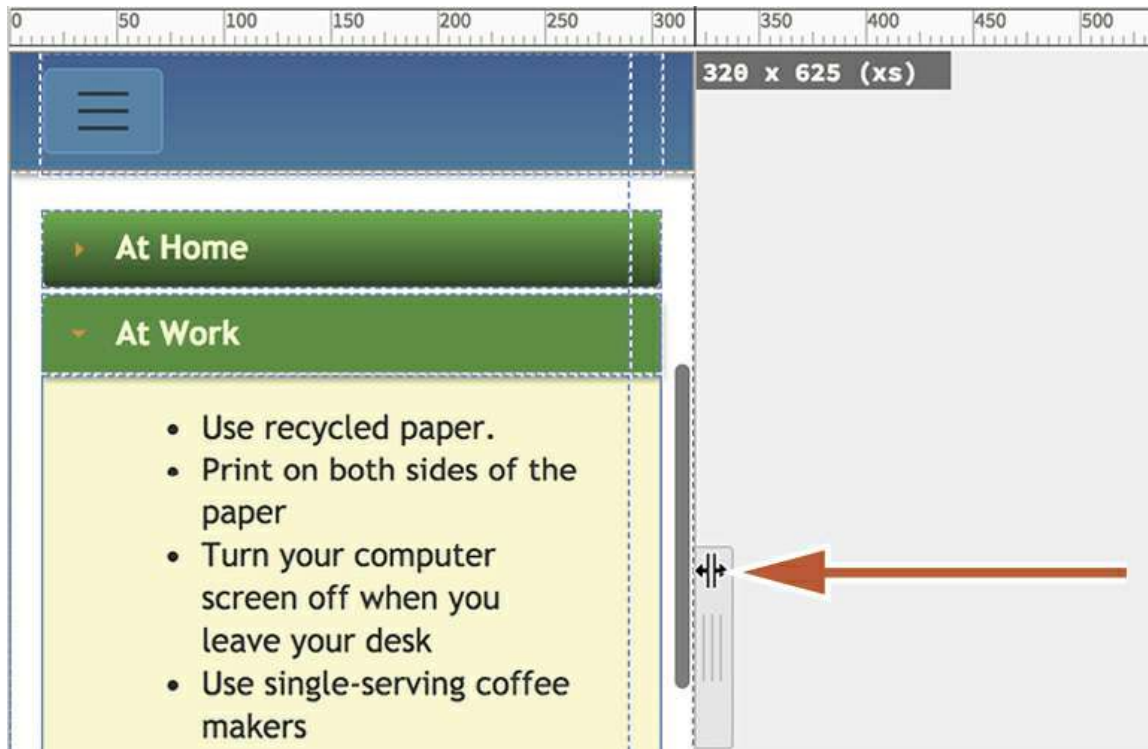 0 50 100 150 200 250 300 350 400 450 500
320 x 625 (xs)
At Home
At Work
• Use recycled paper.
• Print on both sides of the
paper
• Turn your computer
screen off when you
leave your desk
• Use single-serving coffee
makers